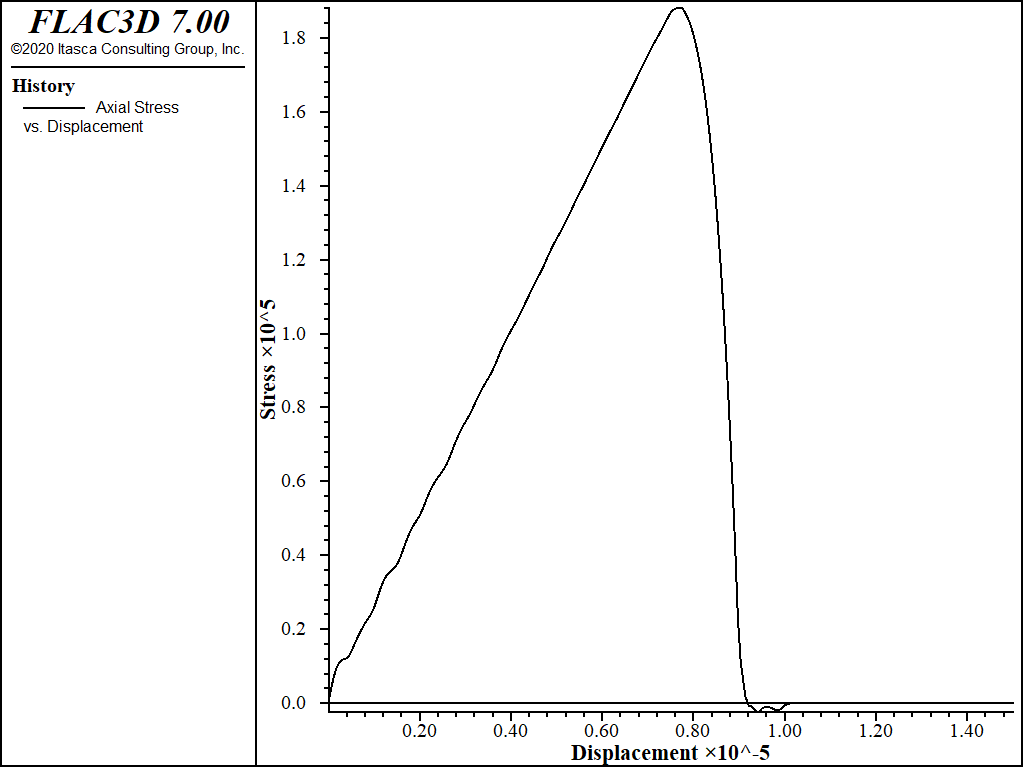 FLAC3D 7.00
©2020 Itasca Consulting Group, Inc.
History
Axial Stress
vs. Displacement
Stress ×10^5
1.8
1.6
1.4
1.2
1.0
0.8
0.6
0.4
0.2
0.0
0.20 0.40 0.60 0.80 1.00 1.20 1.40
Displacement ×10^-5